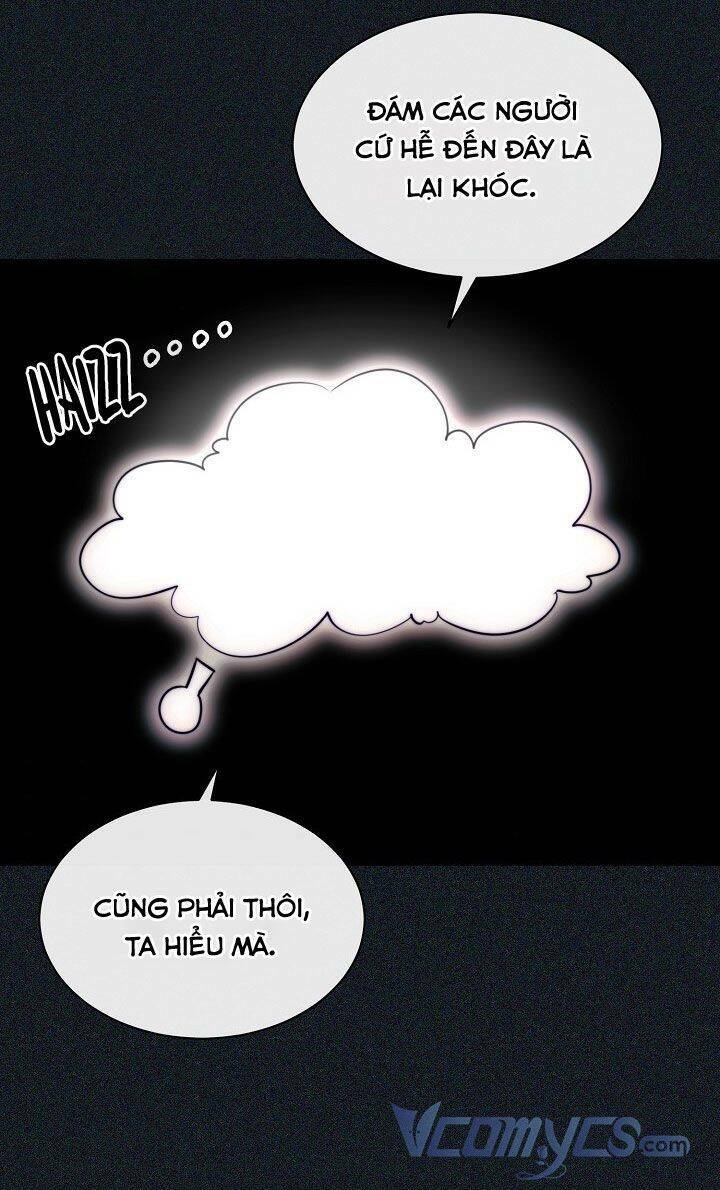 ĐÁM CÁC NGƯỜI
CỨ HỄ ĐẾN ĐÂY LÀ
LẠI KHÓC.
HAIZZ....
CŨNG PHẢI THÔI,
TA HIỂU MÀ.
VCOMYCS.com